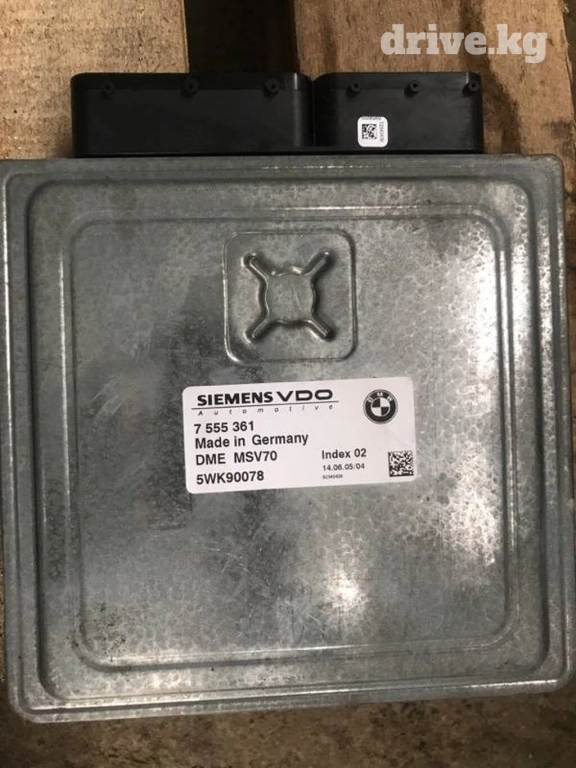 drive.kg
SIEMENS VDO
Automotive
BMW
7 555 361
Made in Germany
DME MSV70 Index 02
14.06.05/04
5WK90078